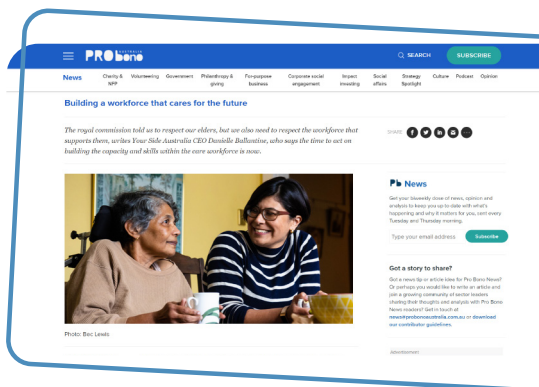 PRO bono
AUSTRALIA
SEARCH
SUBSCRIBE
News
Charity & NFP
Volunteering
Government
Philanthropy & giving
For-purpose business
Corporate social engagement
Impact investing
Social affairs
Strategy Spotlight
Culture
Podcast
Opinion
Building a workforce that cares for the future
The royal commission told us to respect our elders, but we also need to respect the workforce that
supports them, writes Your Side Australia CEO Danielle Ballantine, who says the time to act on
building the capacity and skills within the care workforce is now.
SHARE
Photo: Bec Lewis
Pb News
Get your biweekly dose of news, opinion and
analysis to keep you up to date with what's
happening and why it matters for you, sent every
Tuesday and Thursday morning.
Type your email address
Subscribe
Got a story to share?
Got a news tip or article idea for Pro Bono News?
Or perhaps you would like to write an article and
join a growing community of sector leaders
sharing their thoughts and analysis with Pro Bono
News readers? Get in touch at
news@probonoaustralia.com.au or download
our contributor guidelines.
Advertisement